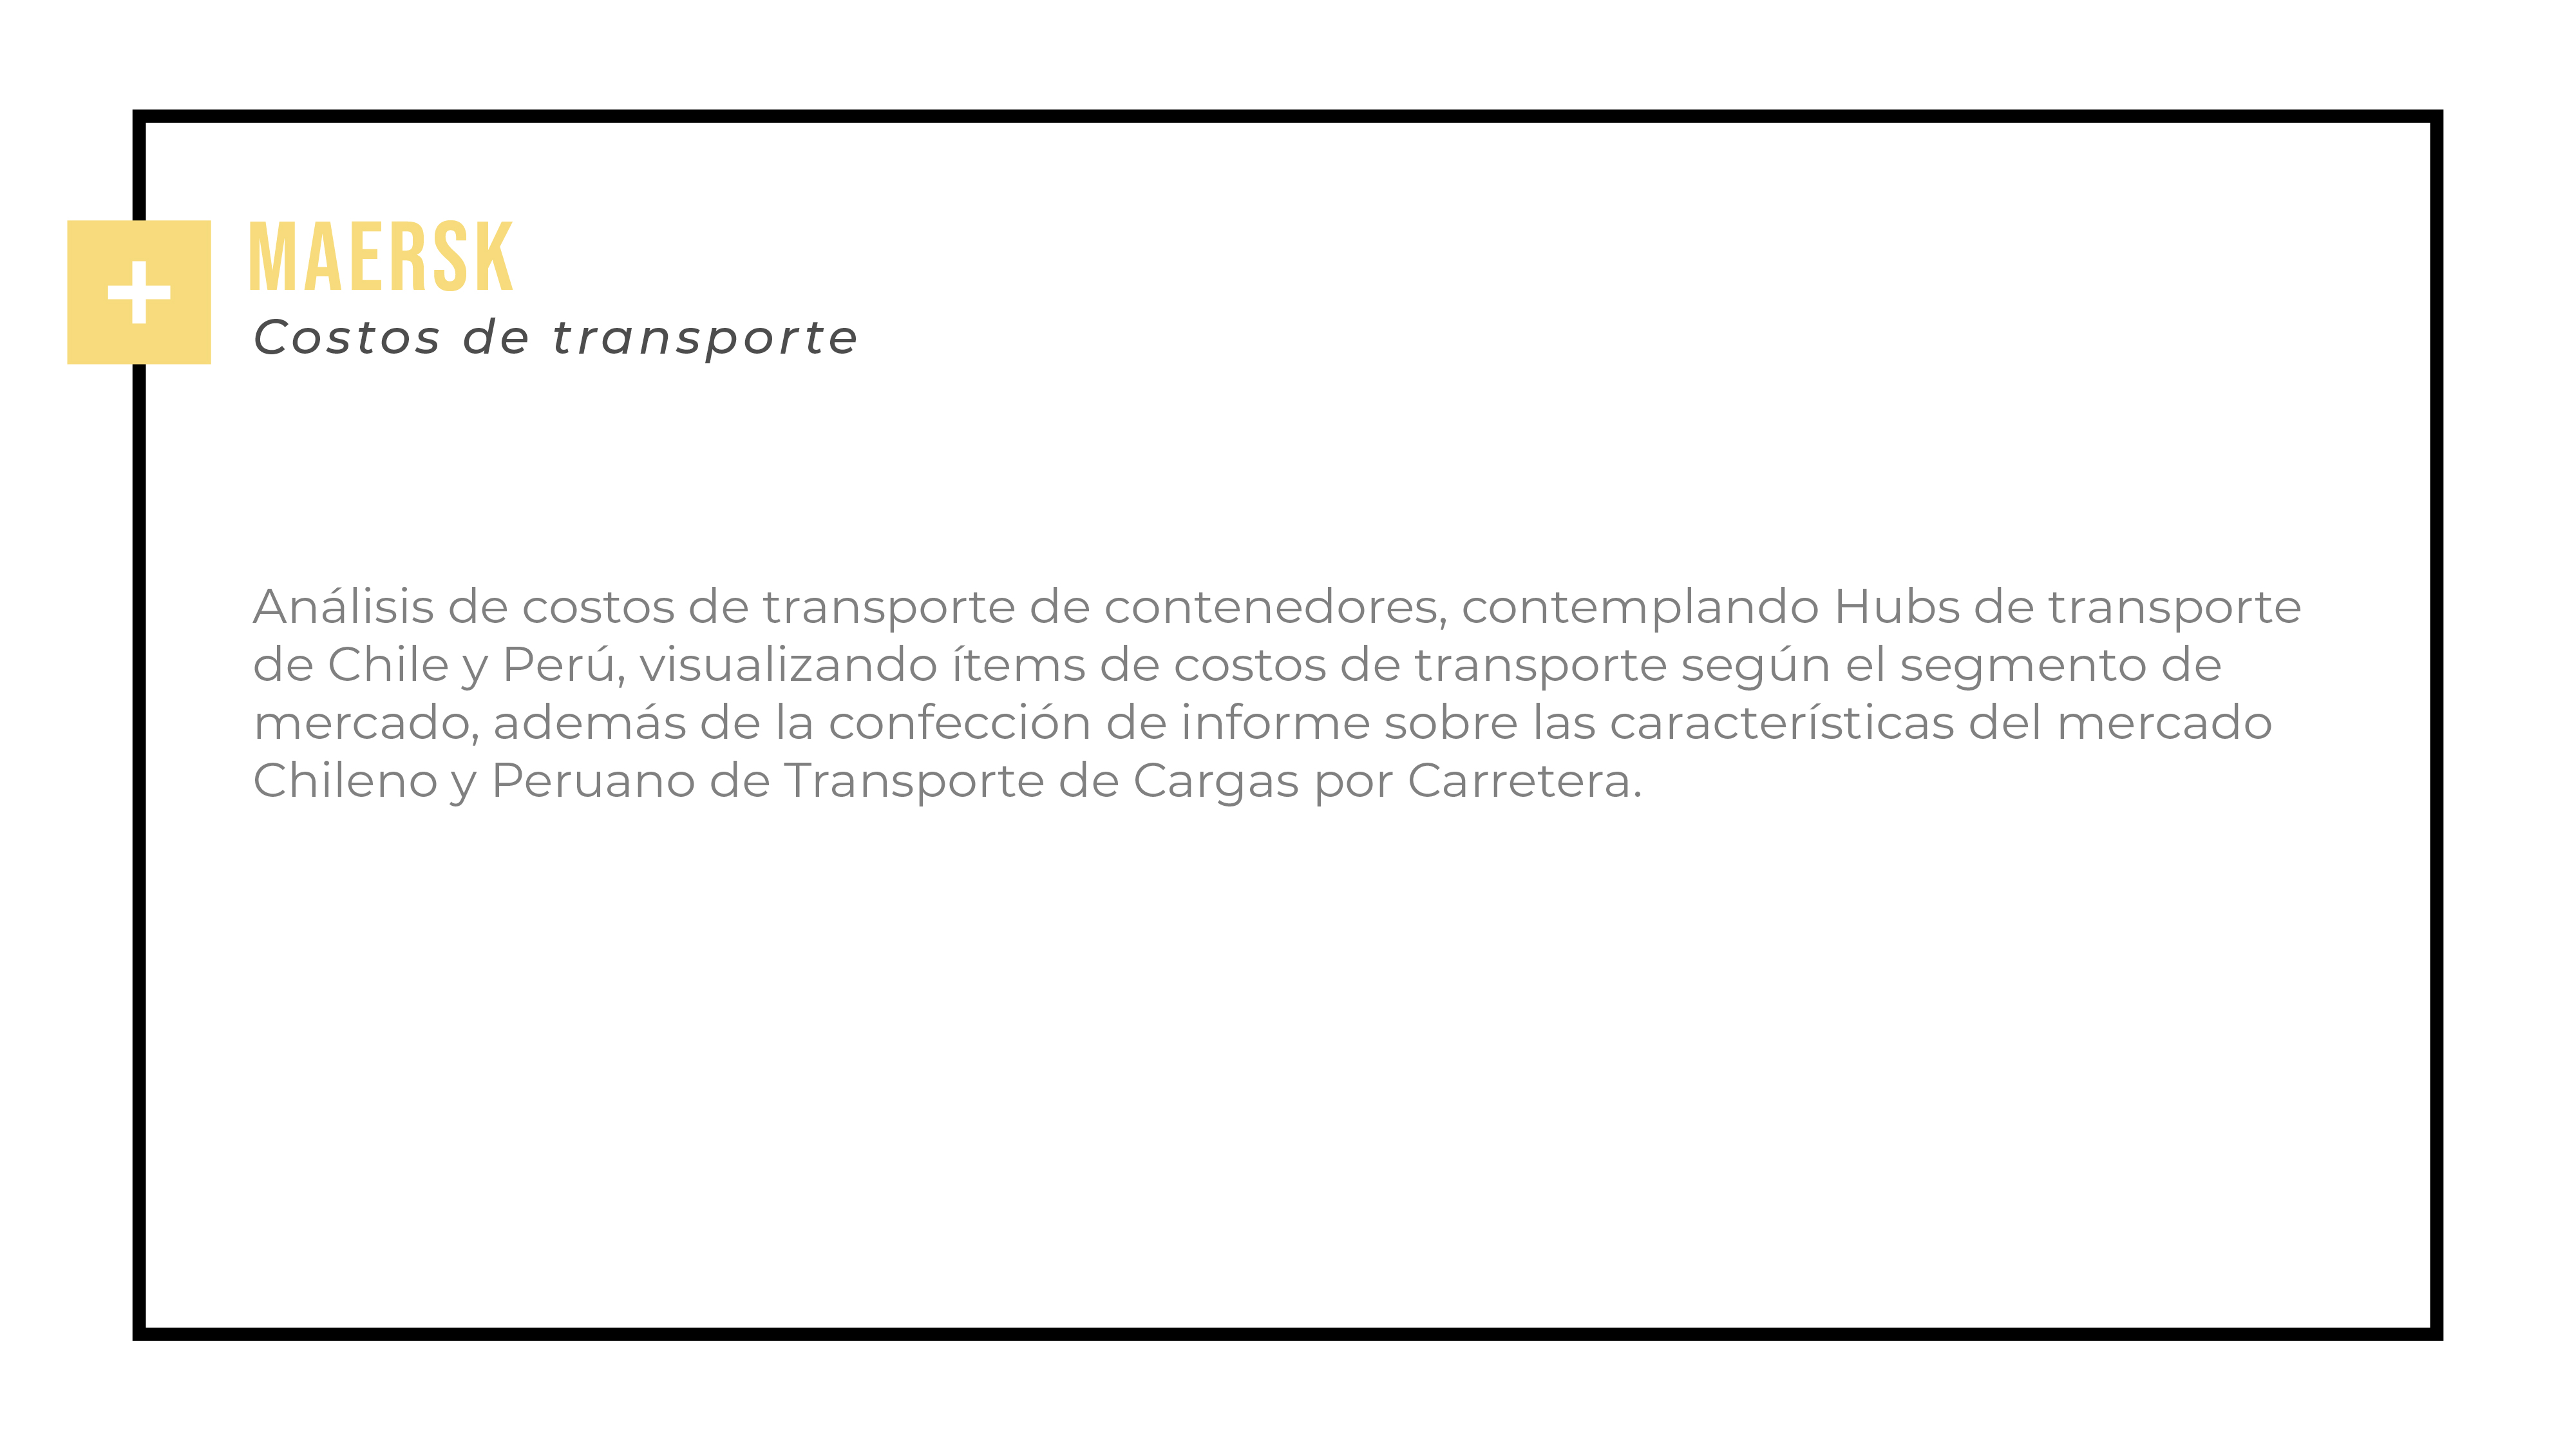 MAERSK
Costos de transporte
Análisis de costos de transporte de contenedores, contemplando Hubs de transporte
de Chile y Perú, visualizando ítems de costos de transporte según el segmento de
mercado, además de la confección de informe sobre las características del mercado
Chileno y Peruano de Transporte de Cargas por Carretera.